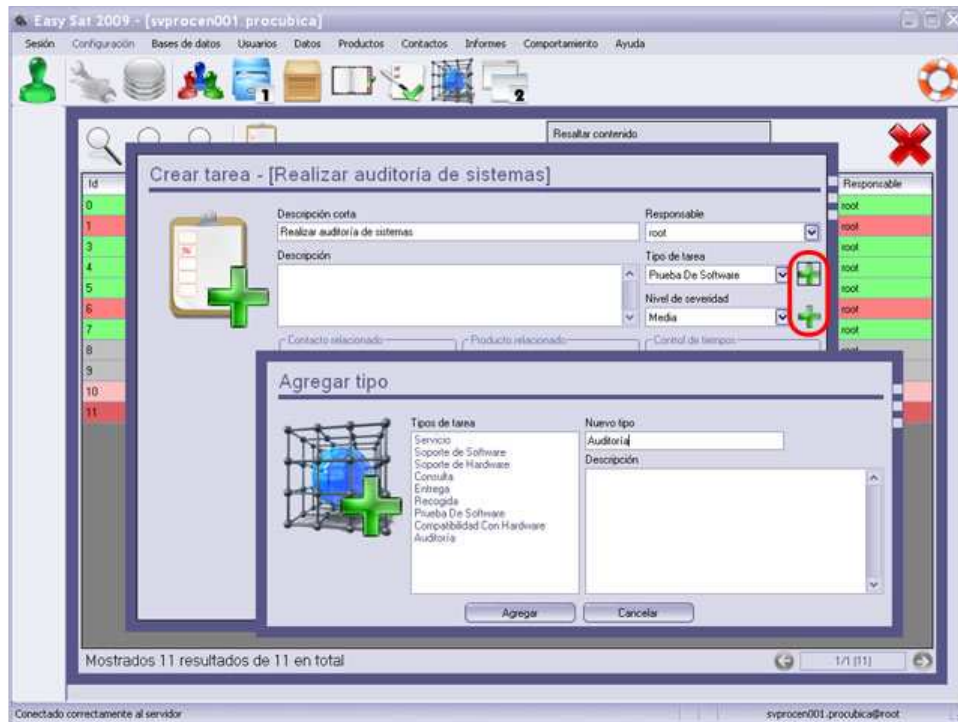 Easy Sat 2009 - [svprocen001.procubica]
Sesión Configuración Bases de datos Usuarios Datos Productos Contactos Informes Comportamiento Ayuda
1
2
Resaltar contenido
Crear tarea - [Realizar auditoría de sistemas]
Id
Responsable
0
root
1
root
3
root
4
root
5
root
6
root
7
root
8
9
10
11
Descripción corta
Realizar auditoría de sistemas
Responsable
root
Descripción
Tipo de tarea
Prueba De Software
Nivel de severidad
Media
Contacto relacionado
Producto relacionado
Control de tiempos
Agregar tipo
Tipos de tarea
Servicio
Soporte de Software
Soporte de Hardware
Consulta
Entrega
Recogida
Prueba De Software
Compatibilidad Con Hardware
Auditoría
Nuevo tipo
Auditoría
Descripción
Agregar
Cancelar
Mostrados 11 resultados de 11 en total
1/1 (11)
Conectado correctamente al servidor
svprocen001.procubica@root